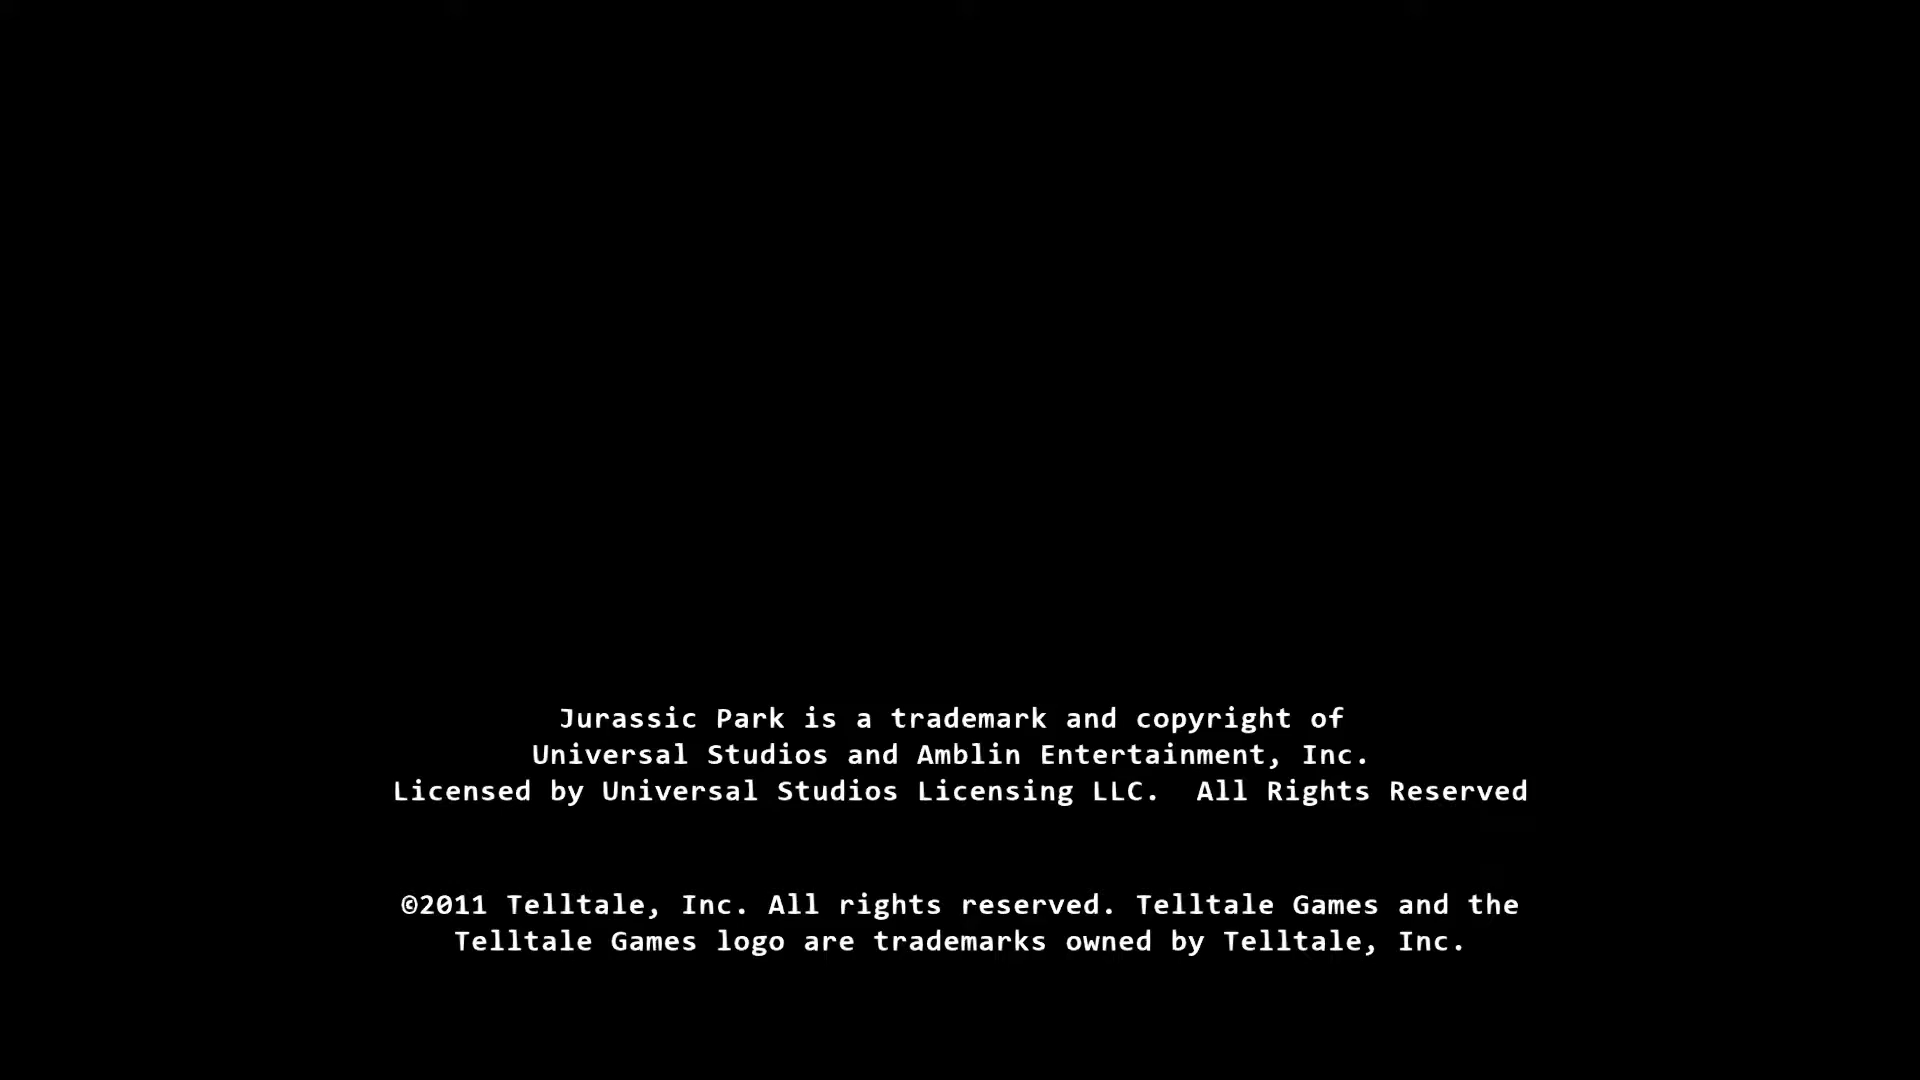 Jurassic Park is a trademark and copyright of
Universal Studios and Amblin Entertainment, Inc.
Licensed by Universal Studios Licensing LLC.  All Rights Reserved
©2011 Telltale, Inc. All rights reserved. Telltale Games and the
Telltale Games logo are trademarks owned by Telltale, Inc.